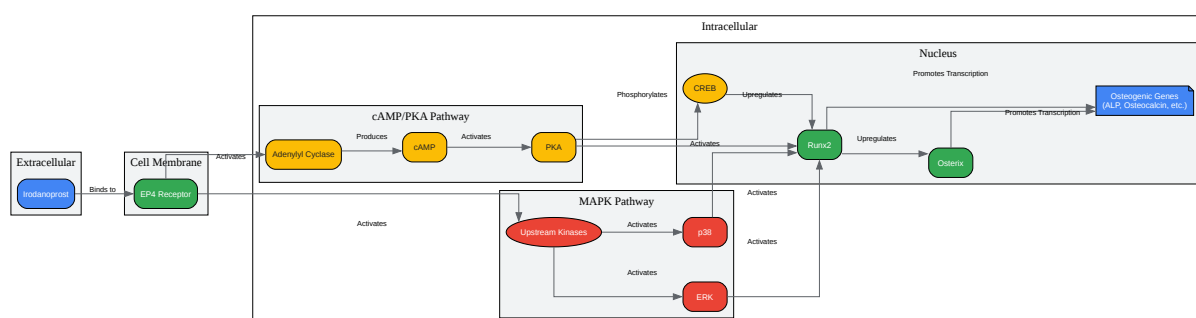 Intracellular
Nucleus
Promotes Transcription
CREB
Phosphorylates
Upregulates
Osteogenic Genes
(ALP, Osteocalcin, etc.)
Promotes Transcription
cAMP/PKA Pathway
Produces
Activates
Activates
Runx2
Upregulates
Adenylyl Cyclase
cAMP
PKA
Extracellular
Cell Membrane
Activates
Osterix
Irodanoprost
Binds to
EP4 Receptor
Activates
MAPK Pathway
Activates
Upstream Kinases
Activates
p38
Activates
Activates
ERK